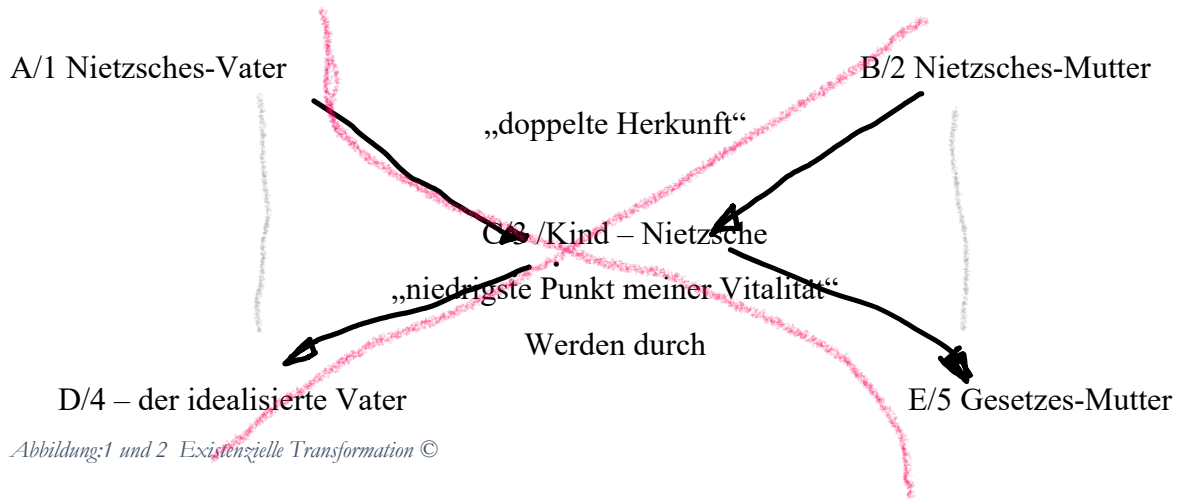 A/1 Nietzsches-Vater
B/2 Nietzsches-Mutter
„doppelte Herkunft“
C/3 /Kind – Nietzsche
„niedrigste Punkt meiner Vitalität“
Werden durch
D/4 – der idealisierte Vater
E/5 Gesetzes-Mutter
Abbildung:1 und 2 Existenzielle Transformation ©